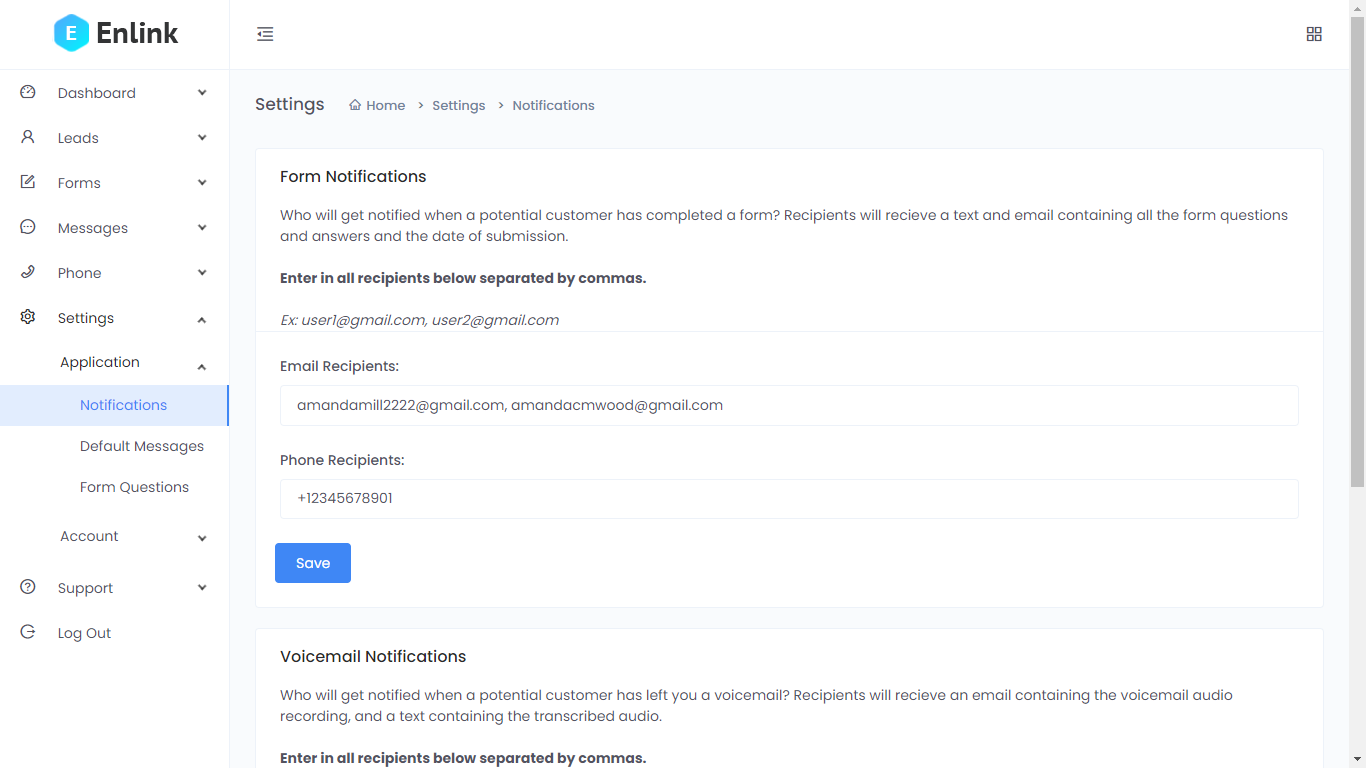 E Enlink
Dashboard
Leads
Forms
Messages
Phone
Settings
Application
Notifications
Default Messages
Form Questions
Account
Support
Log Out
Settings Home > Settings > Notifications
Form Notifications
Who will get notified when a potential customer has completed a form? Recipients will recieve a text and email containing all the form questions
and answers and the date of submission.
Enter in all recipients below separated by commas.
Ex: user1@gmail.com, user2@gmail.com
Email Recipients:
amandamill2222@gmail.com, amandacmwood@gmail.com
Phone Recipients:
+12345678901
Save
Voicemail Notifications
Who will get notified when a potential customer has left you a voicemail? Recipients will recieve an email containing the voicemail audio
recording, and a text containing the transcribed audio.
Enter in all recipients below separated by commas.